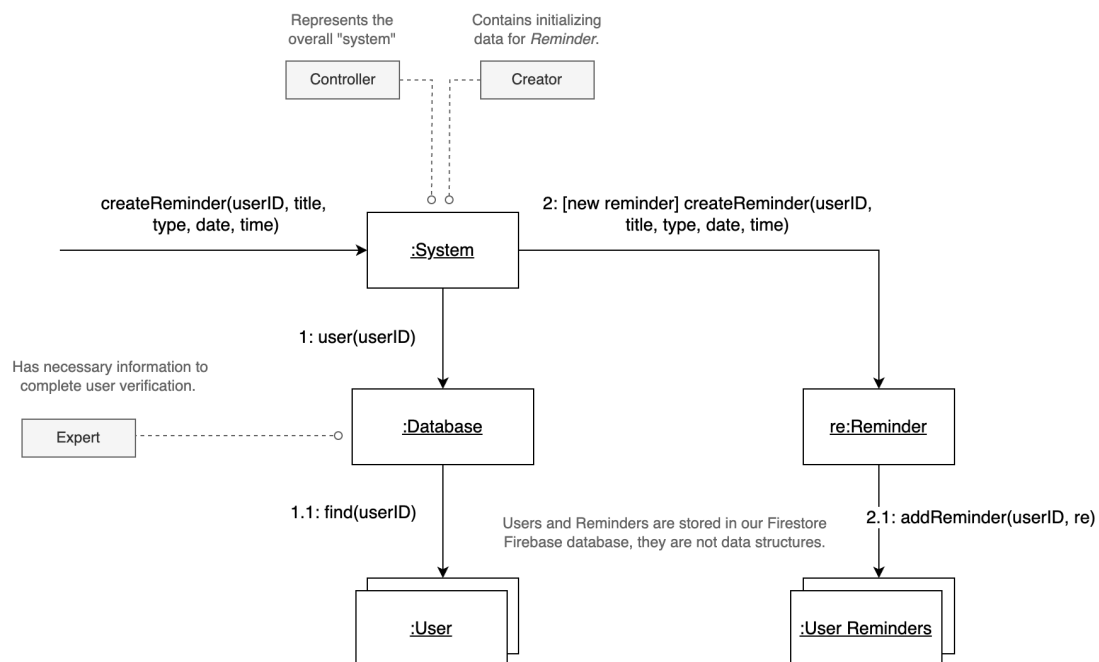 Represents the
overall "system"
Contains initializing
data for Reminder.
Controller
Creator
createReminder(userID, title,
type, date, time)
2: [new reminder] createReminder(userID,
title, type, date, time)
:System
1: user(userID)
Has necessary information to
complete user verification.
Expert
:Database
re:Reminder
1.1: find(userID)
Users and Reminders are stored in our Firestore
Firebase database, they are not data structures.
2.1: addReminder(userID, re)
:User
:User Reminders